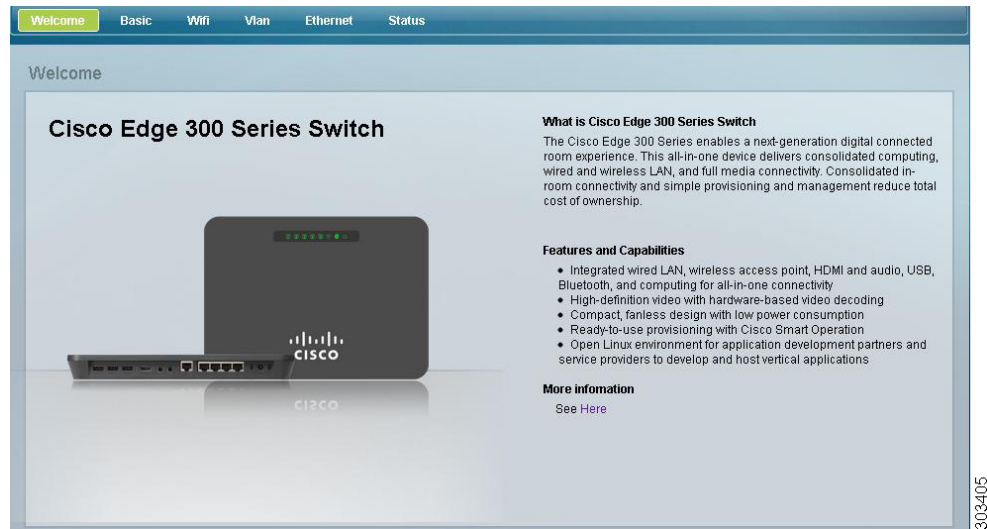 Welcome Basic Wifi Vlan Ethernet Status
Welcome
Cisco Edge 300 Series Switch
CISCO
What is Cisco Edge 300 Series Switch
The Cisco Edge 300 Series enables a next-generation digital connected
room experience. This all-in-one device delivers consolidated computing,
wired and wireless LAN, and full media connectivity. Consolidated in-
room connectivity and simple provisioning and management reduce total
cost of ownership.
Features and Capabilities
• Integrated wired LAN, wireless access point, HDMI and audio, USB,
Bluetooth, and computing for all-in-one connectivity
• High-definition video with hardware-based video decoding
• Compact, fanless design with low power consumption
• Ready-to-use provisioning with Cisco Smart Operation
• Open Linux environment for application development partners and
service providers to develop and host vertical applications
More infomation
See Here
303405